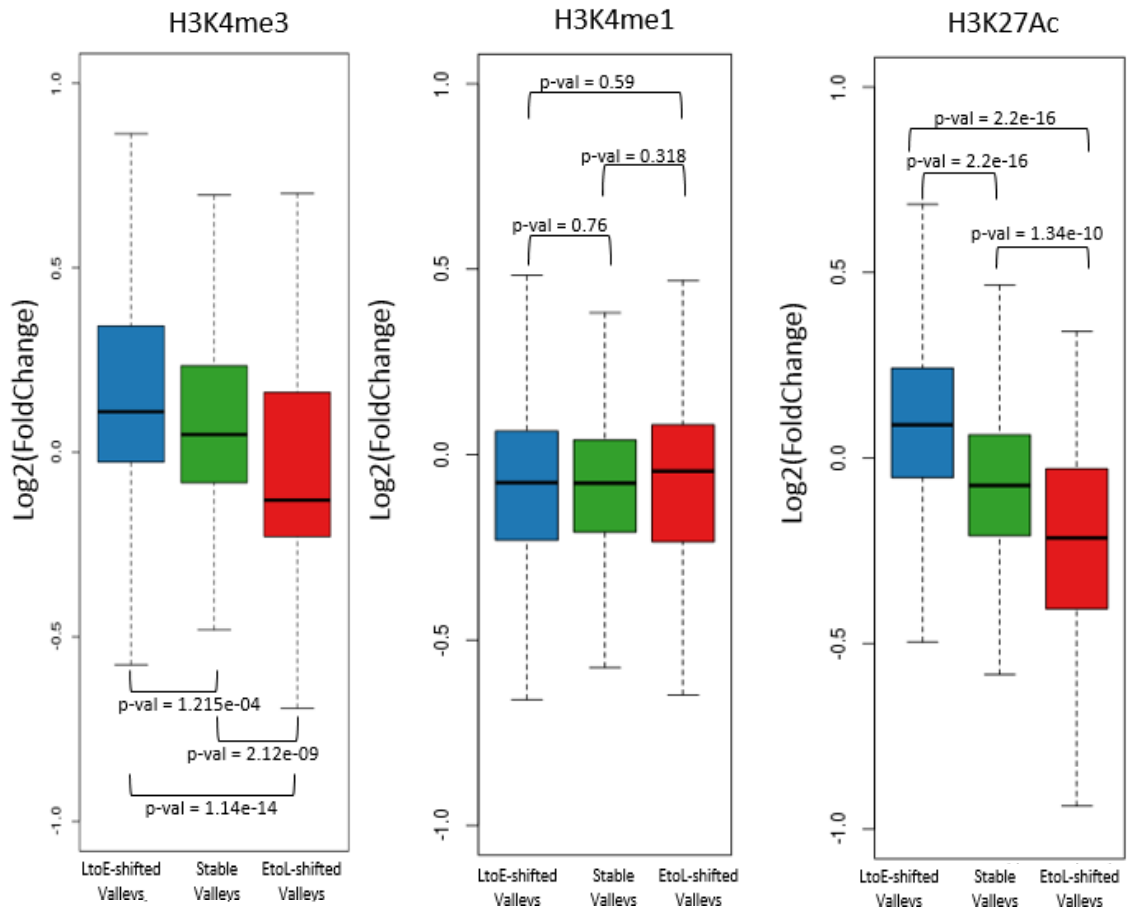 H3K4me3
H3K4me1
H3K27Ac
Log2(FoldChange)
1.0
0.5
0.0
-0.5
-1.0
p-val = 1.215e-04
p-val = 2.12e-09
p-val = 1.14e-14
LtoE-shifted
Valleys.
Stable
Valleys
EtoL-shifted
Valleys
Log2(FoldChange)
1.0
0.5
0.0
-0.5
-1.0
p-val = 0.59
p-val = 0.318
p-val = 0.76
LtoE-shifted
Valleys
Stable
Valleys
EtoL-shifted
Valleys
Log2(FoldChange)
1.0
0.5
0.0
-0.5
-1.0
p-val = 2.2e-16
p-val = 2.2e-16
p-val = 1.34e-10
LtoE-shifted
Valleys
Stable
Valleys
EtoL-shifted
Valleys